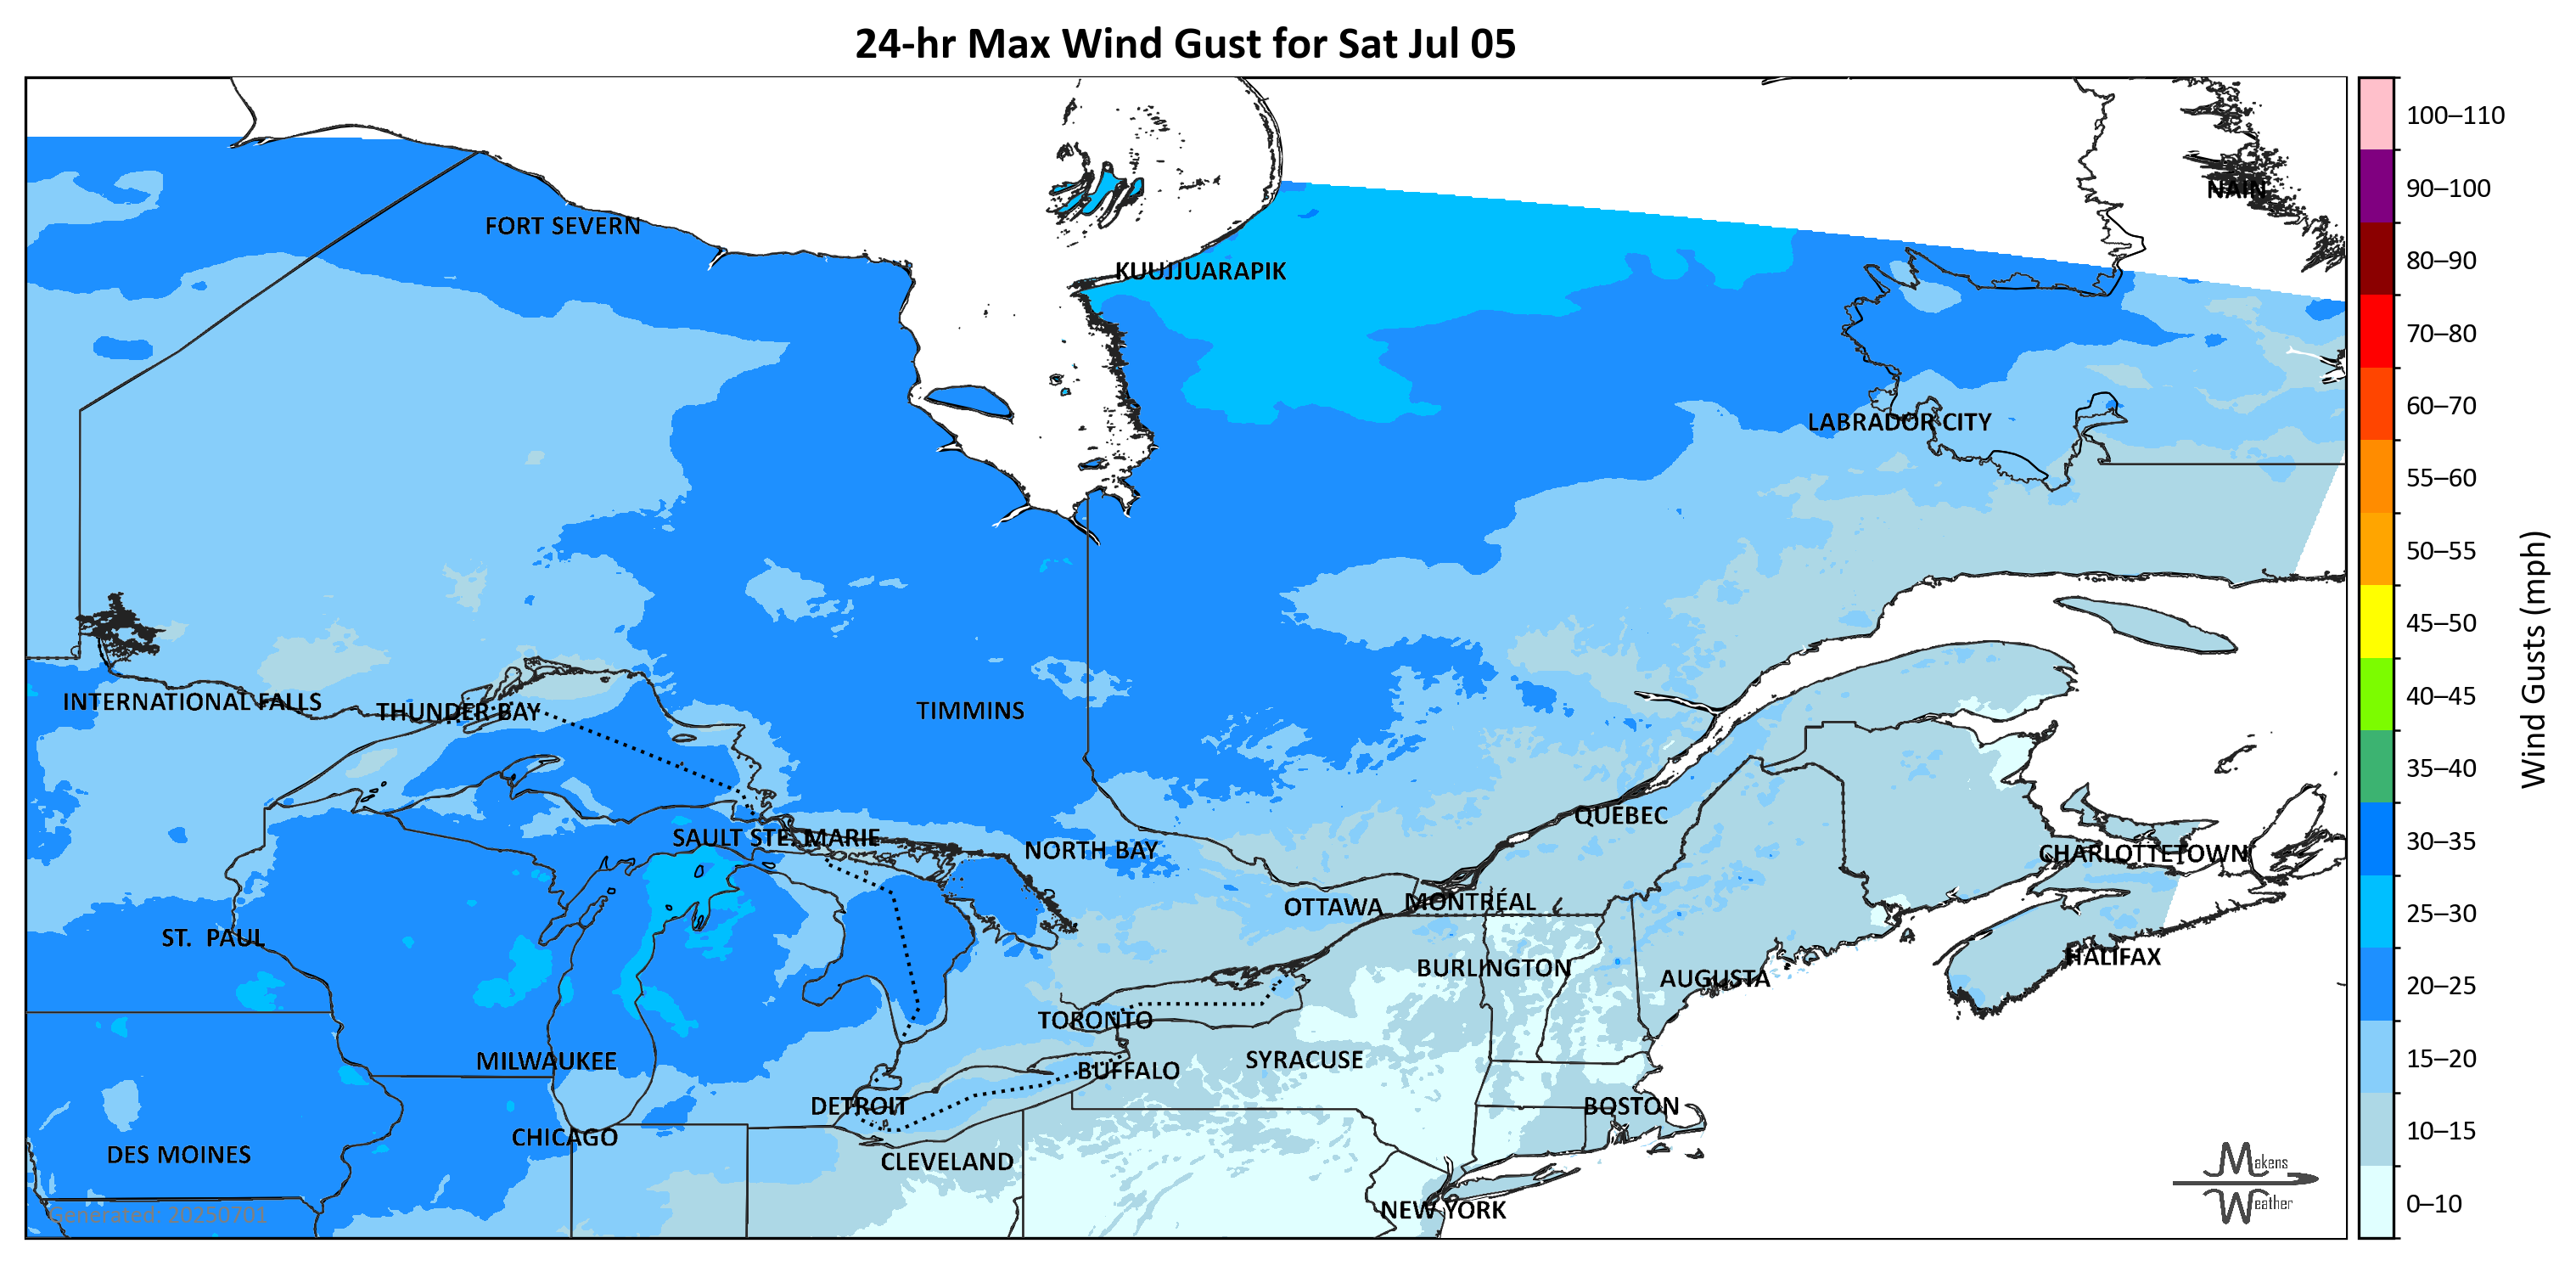 24-hr Max Wind Gust for Sat Jul 05
100–110
90–100
NAIN
FORT SEVERN
80–90
KUUJJUARAPIK
70–80
60–70
LABRADOR CITY
55–60
50–55
Wind Gusts (mph)
45–50
40–45
INTERNATIONAL FALLS
THUNDER BAY
TIMMINS
35–40
QUEBEC
30–35
SAULT STE. MARIE
NORTH BAY
CHARLOTTETOWN
OTTAWA
MONTRÉAL
25–30
ST. PAUL
HALIFAX
BURLINGTON
AUGUSTA
20–25
TORONTO
MILWAUKEE
SYRACUSE
15–20
BUFFALO
DETROIT
BOSTON
CHICAGO
10–15
DES MOINES
CLEVELAND
Makens
Weather
NEW YORK
0–10
Generated: 20250701